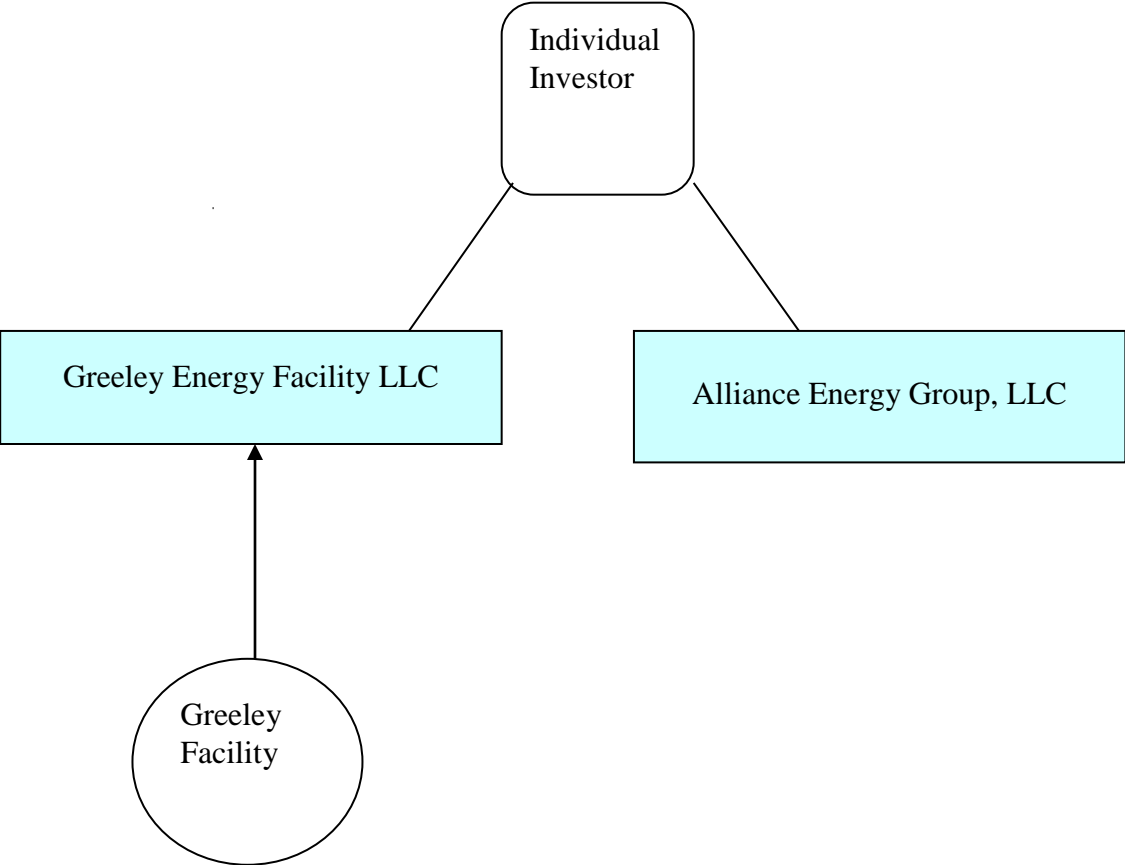 Individual
Investor
Greeley Energy Facility LLC
Alliance Energy Group, LLC
Greeley
Facility